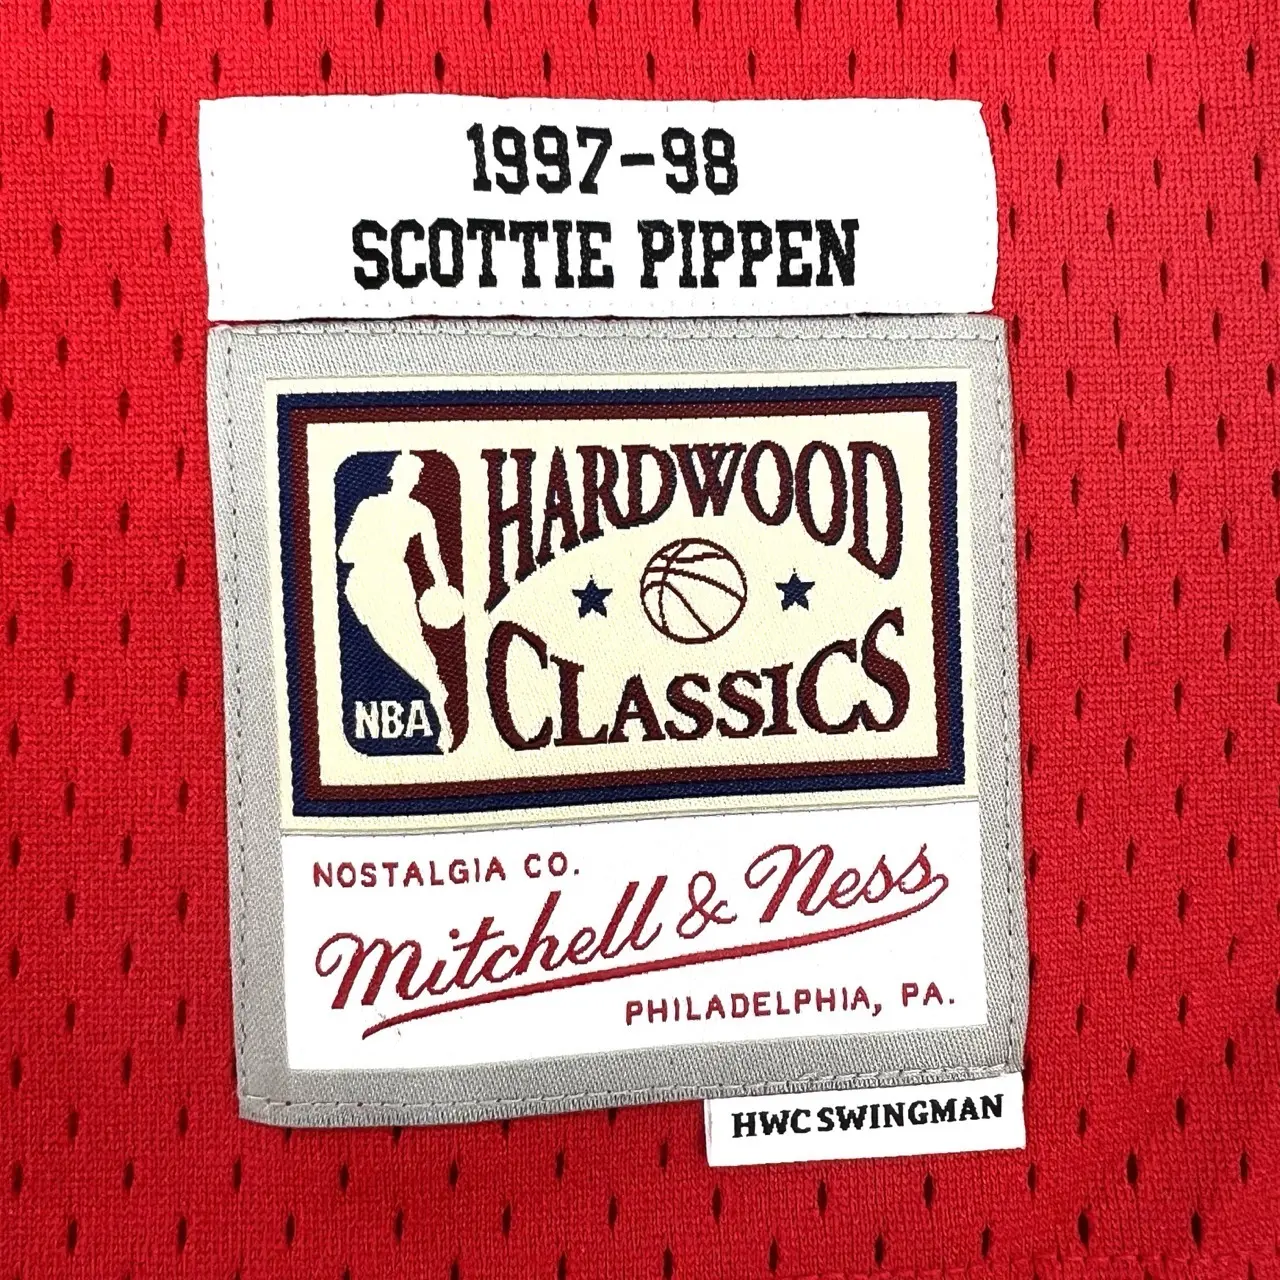 1997-98
SCOTTIE PIPPEN
HARDWOOD
CLASSICS
NBA
NOSTALGIA CO.
Mitchell & Ness
PHILADELPHIA, PA.
HWC SWINGMAN